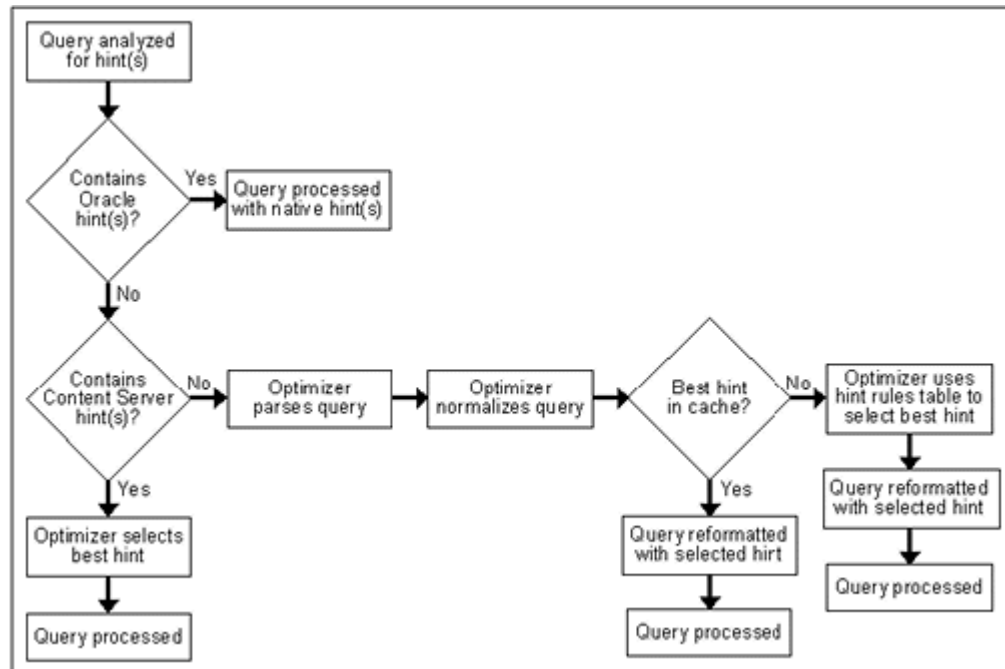 Query analyzed
for hint(s)
Contains
Oracle
hint(s)?
Yes
Query processed
with native hint(s)
No
Contains
Content Server
hint(s)?
No
Optimizer
parses query
Optimizer
normalizes query
Best hint
in cache?
No
Optimizer uses
hint rules table to
select best hint
Yes
Optimizer selects
best hint
Query processed
Yes
Query reformatted
with selected hirt
Query processed
Query reformatted
with selected hint
Query processed